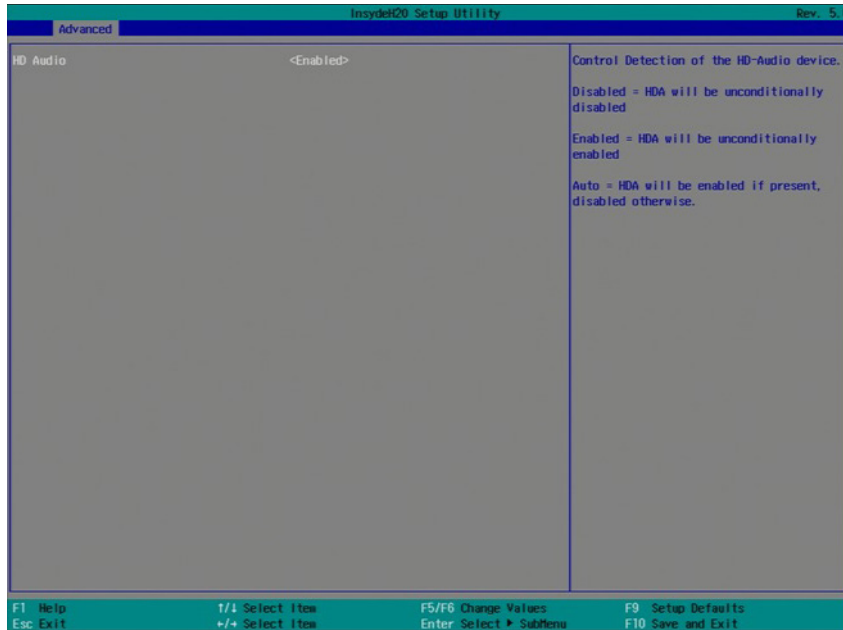 InsydeH20 Setup Utility Rev. 5.
Advanced
HD Audio <Enabled>
Control Detection of the HD-Audio device.
Disabled = HDA will be unconditionally
disabled
Enabled = HDA will be unconditionally
enabled
Auto = HDA will be enabled if present,
disabled otherwise.
F1 Help ↑/↓ Select Item F5/F6 Change Values F9 Setup Defaults
Esc Exit ←/→ Select Item Enter Select ▶ SubMenu F10 Save and Exit